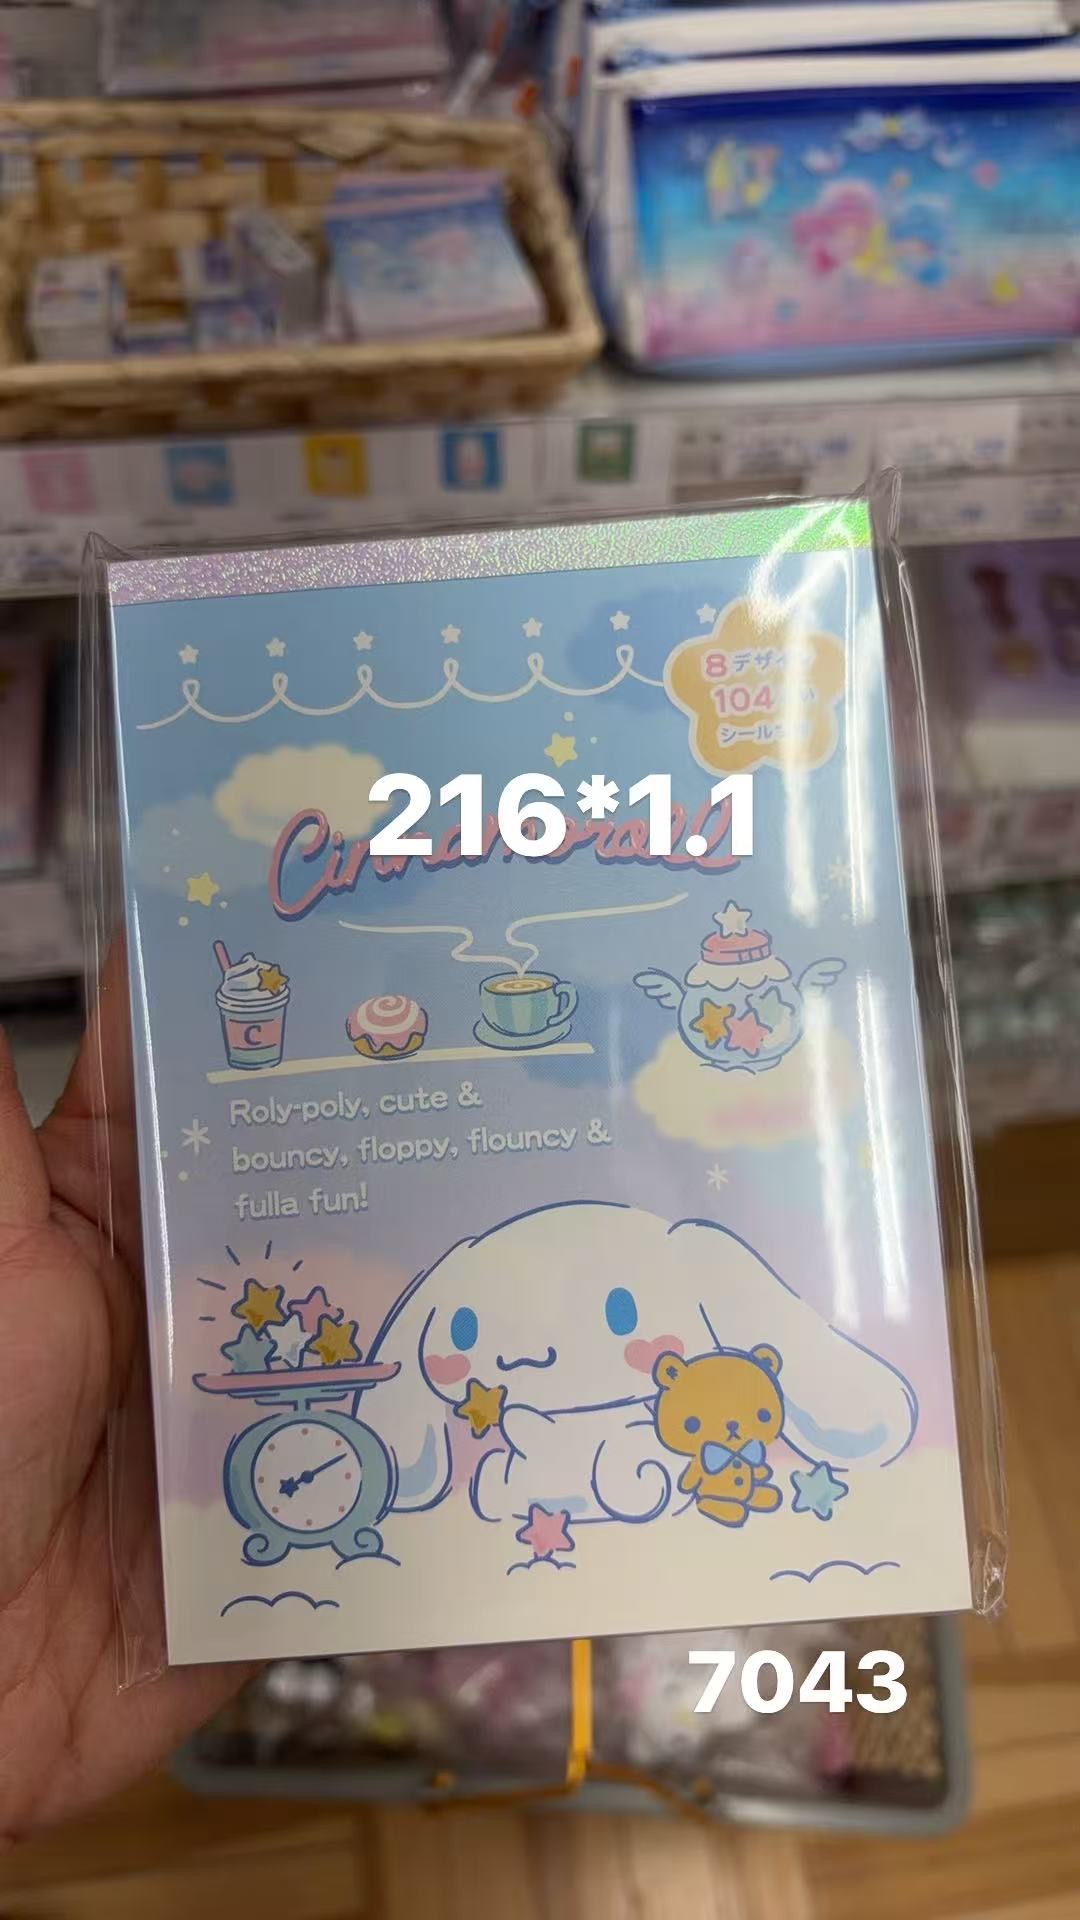 8デザイン
104
シール
216*1.1
Cinnamoroll
C
Roly-poly, cute &
bouncy, floppy, flouncy &
fulla fun!
7043